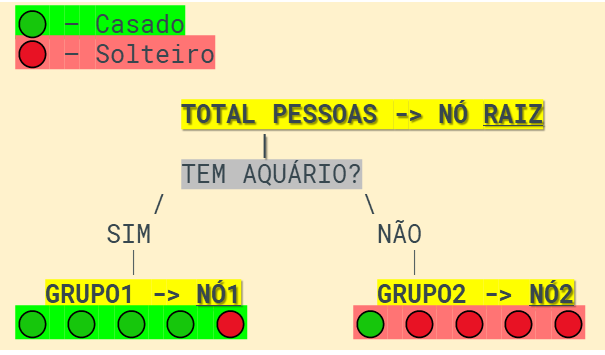 – Casado
– Solteiro
TOTAL PESSOAS -> NÓ RAIZ
|
TEM AQUÁRIO?
/ \
SIM NÃO
| |
GRUPO1 -> NÓ1 GRUPO2 -> NÓ2